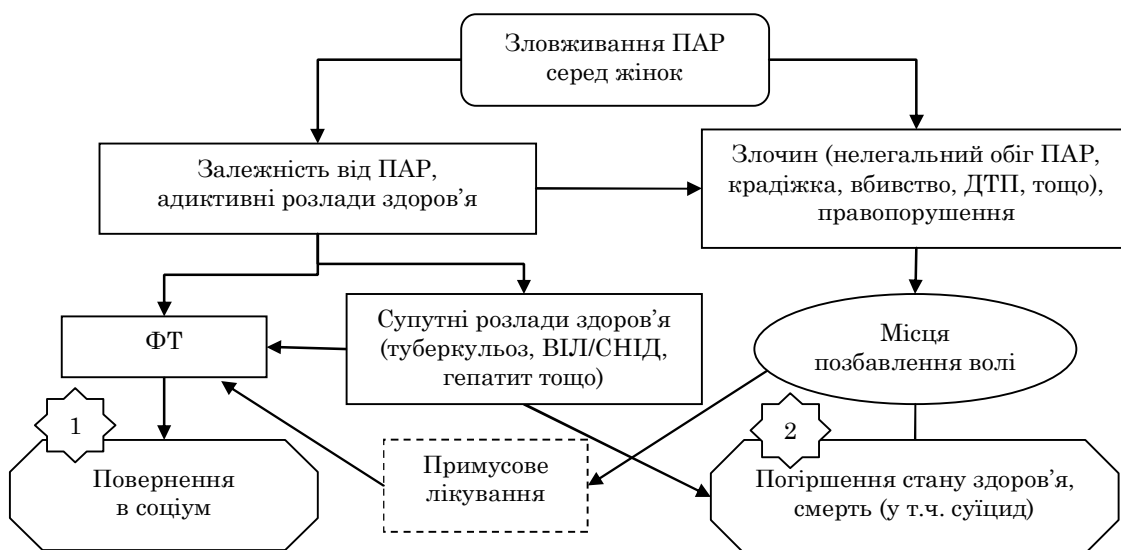 Зловживання ПАР
серед жінок
Залежність від ПАР,
адиктивні розлади здоров’я
Злочин (нелегальний обіг ПАР,
крадіжка, вбивство, ДТП, тощо),
правопорушення
ФТ
Супутні розлади здоров’я
(туберкульоз, ВІЛ/СНІД,
гепатит тощо)
Місця
позбавлення волі
1
Повернення
в соціум
Примусове
лікування
2
Погіршення стану здоров’я,
смерть (у т.ч. суїцид)